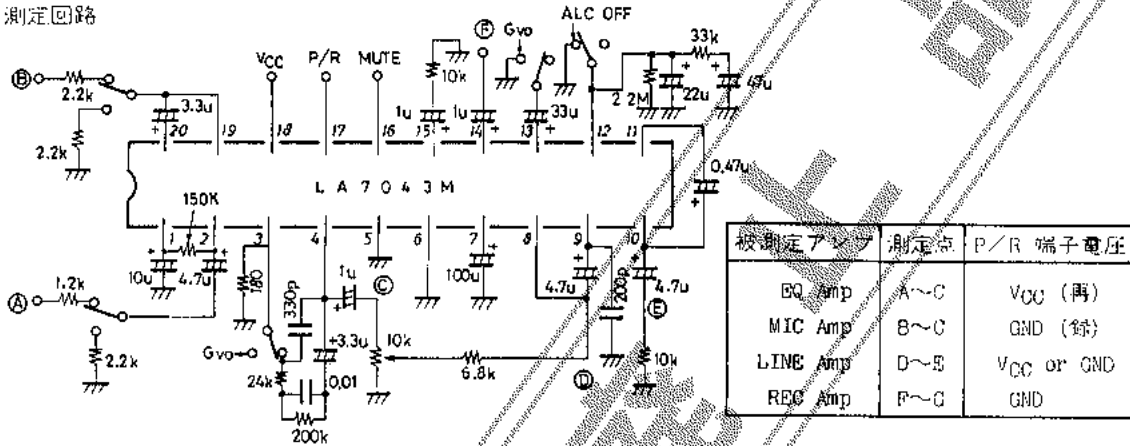 測定回路
ALC OFF
Gvo
33k
VCC P/R MUTE
Ⓕ
Ⓑ
2.2k
10k
3.3u
1u
1u
33u
2.2M
22u
47u
20 19 18 17 16 15 14 13 12 11
2.2k
0.47u
LA7043M
150K
1 2 3 4 5 6 7 8 9 10
10u
4.7u
180
330p
1u
Ⓒ
100u
4.7u
200p
4.7u
Ⓔ
Ⓐ
1.2k
2.2k
Gvo
3.3u
10k
6.8k
Ⓓ
10k
24k
0.01
200k
被測定アンプ 測定点 P/R 端子電圧
EQ Amp A〜C VCC (再)
MIC Amp B〜C GND (録)
LINE Amp D〜E VCC or GND
REC Amp F〜G GND